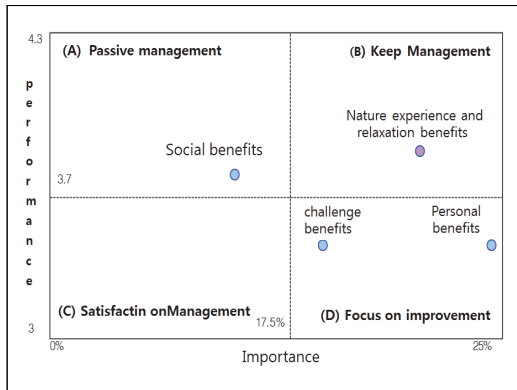 4.3
(A) Passive management
(B) Keep Management
performance
Nature experience and
relaxation benefits
Social benefits
3.7
challenge
benefits
Personal
benefits
(C) Satisfactin onManagement
17.5%
(D) Focus on improvement
3
0%
25%
Importance